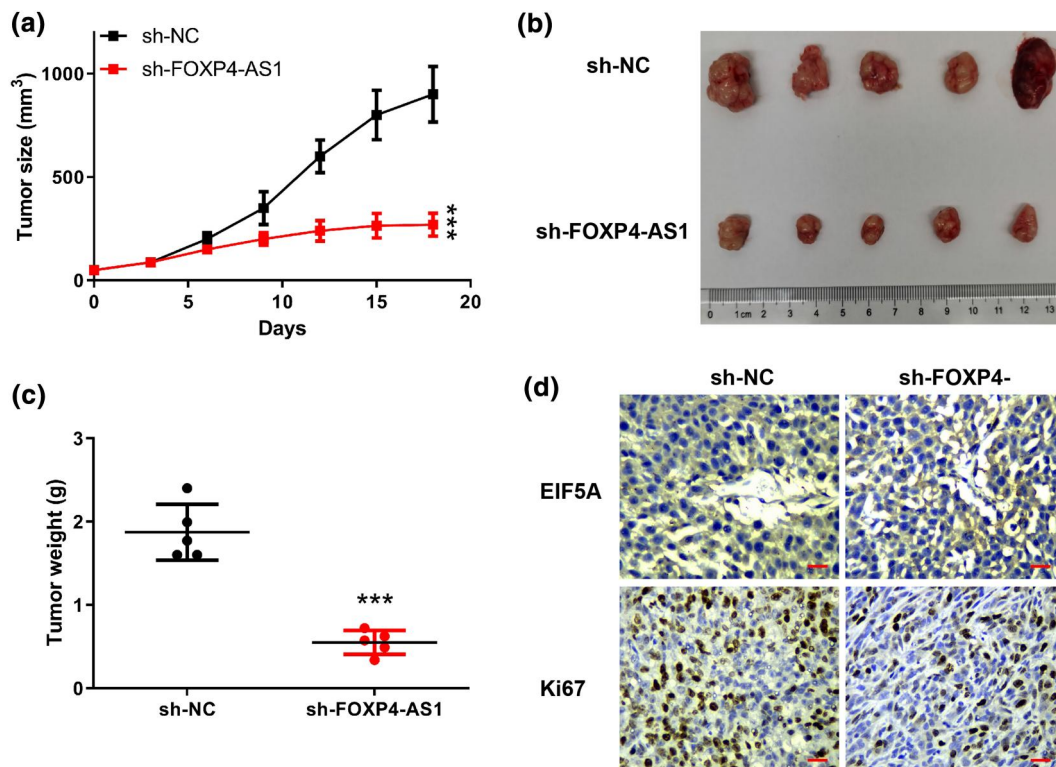 (a)
sh-NC
sh-FOXP4-AS1
Tumor size (mm³)
1000
500
0
0 5 10 15 20
Days
***
(b)
sh-NC
sh-FOXP4-AS1
0 1cm 2 3 4 5 6 7 8 9 10 11 12 13
(c)
Tumor weight (g)
3
2
1
0
***
sh-NC sh-FOXP4-AS1
(d)
sh-NC sh-FOXP4-
EIF5A
Ki67